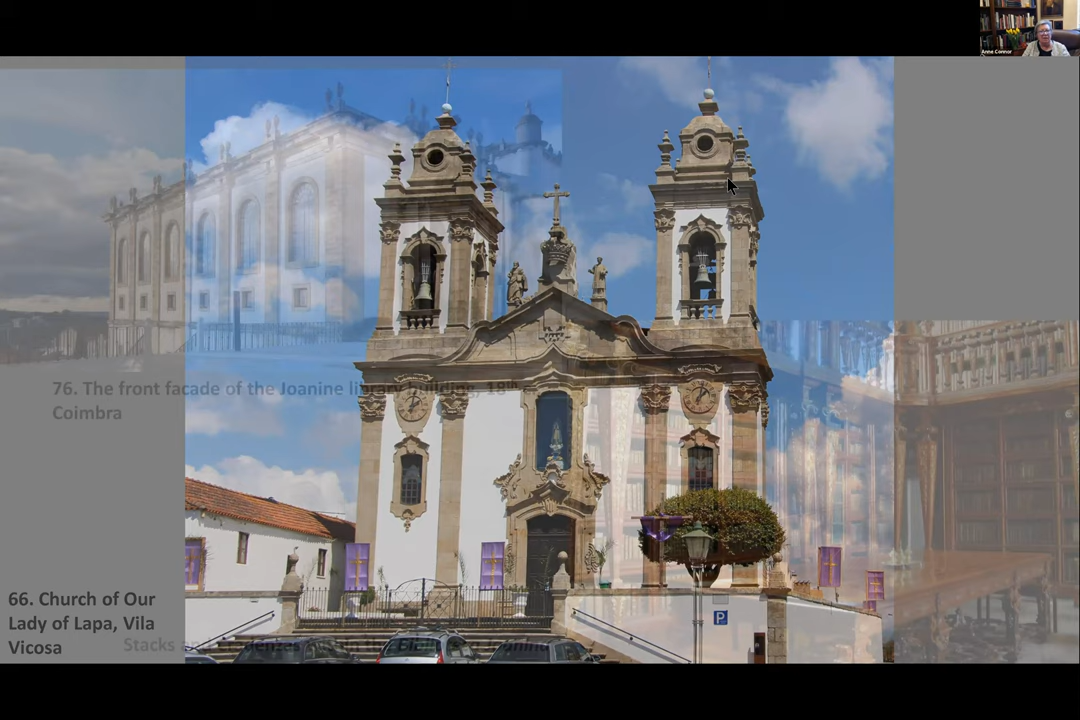 Anne Connor
76. The front facade of the Joanine library building, 18th
Coimbra
66. Church of Our
Lady of Lapa, Vila
Vicosa
Stacks
P